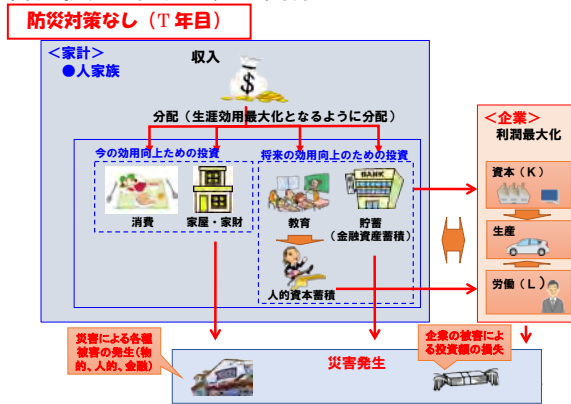 防災対策なし（T年目）
＜家計＞
●人家族
収入
$
分配（生涯効用最大化となるように分配）
今の効用向上ための投資
将来の効用向上のための投資
消費
家屋・家財
教育
BANK
貯蓄
（金融資産蓄積）
人的資本蓄積
＜企業＞
利潤最大化
資本（K）
生産
労働（L）
災害による各種
被害の発生（物
的、人的、金融）
災害発生
企業の被害によ
る投資額の損失